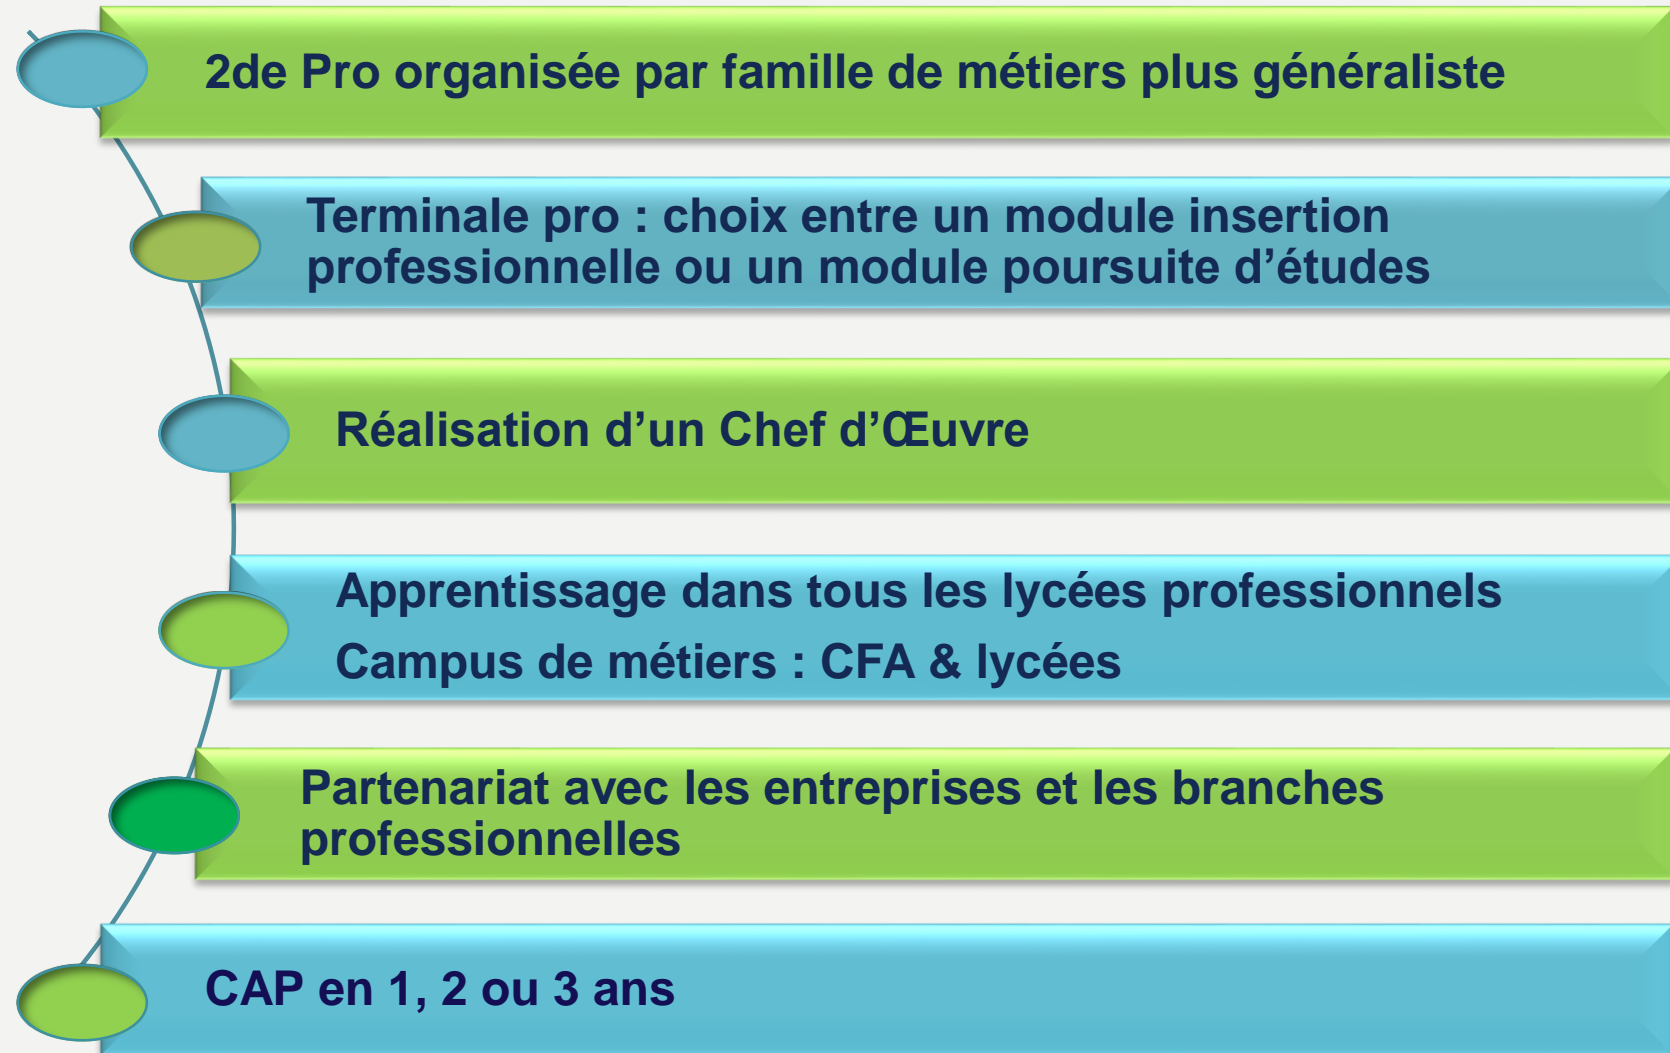 2de Pro organisée par famille de métiers plus généraliste
Terminale pro : choix entre un module insertion
professionnelle ou un module poursuite d’études
Réalisation d’un Chef d’Œuvre
Apprentissage dans tous les lycées professionnels
Campus de métiers : CFA & lycées
Partenariat avec les entreprises et les branches
professionnelles
CAP en 1, 2 ou 3 ans